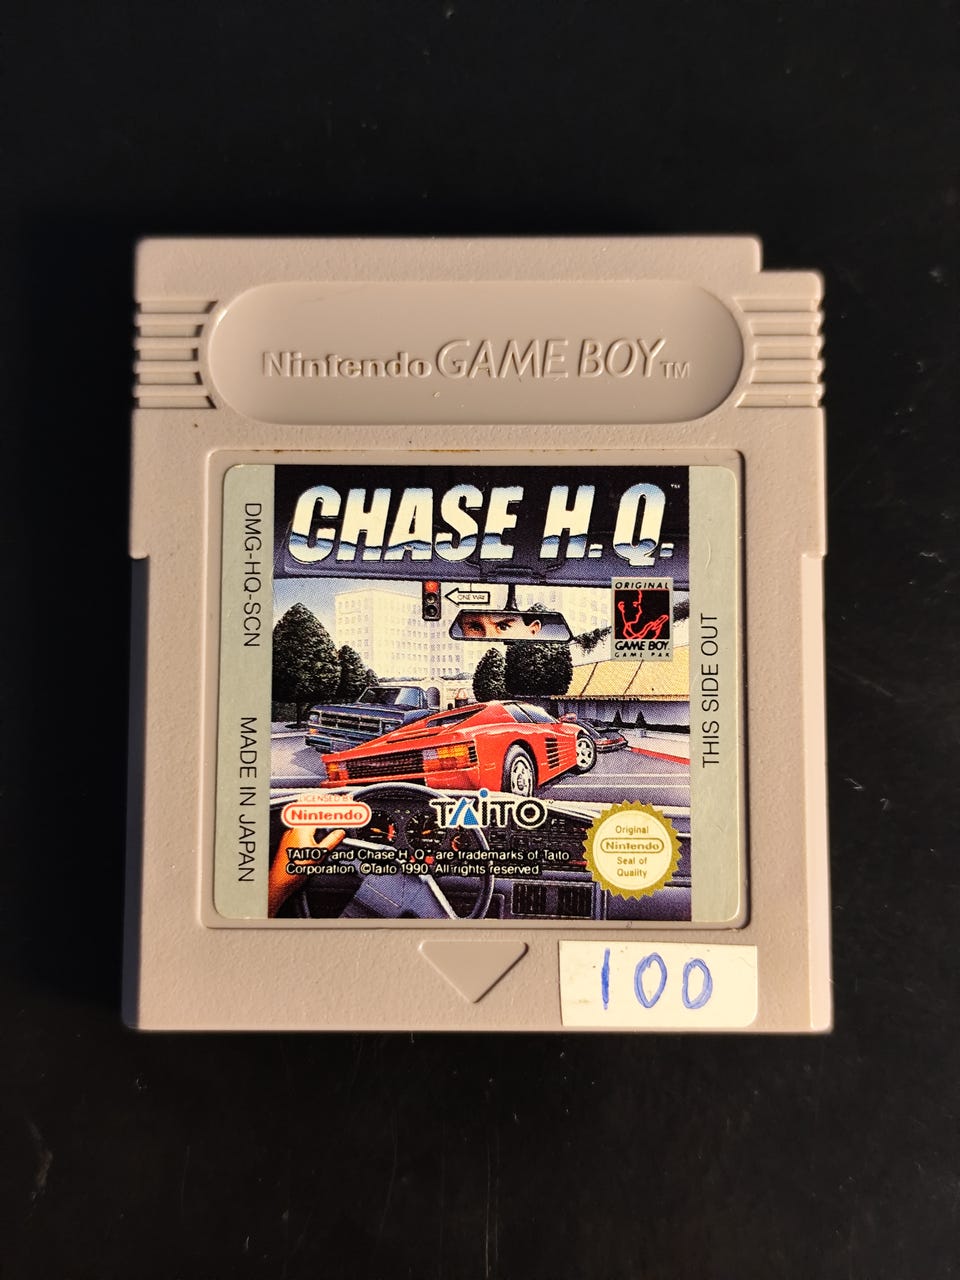 Nintendo GAME BOY™
CHASE H.Q.™
DMG-HQ-SCN
MADE IN JAPAN
ONE WAY
ORIGINAL
GAME BOY
GAME PAK
THIS SIDE OUT
LICENSED BY
Nintendo
TAITO™
TAITO™ and Chase H.Q™ are trademarks of Taito
Corporation ©Taito 1990 All rights reserved
Original
Nintendo
Seal of
Quality
100